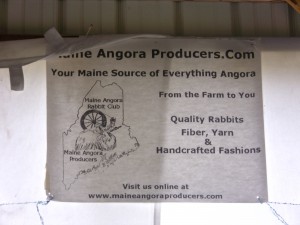 Maine Angora Producers.Com
Your Maine Source of Everything Angora
Maine Angora
Rabbit Club
Maine Angora
Producers
From the Farm to You
Quality Rabbits
Fiber, Yarn
&
Handcrafted Fashions
Visit us online at
www.maineangoraproducers.com